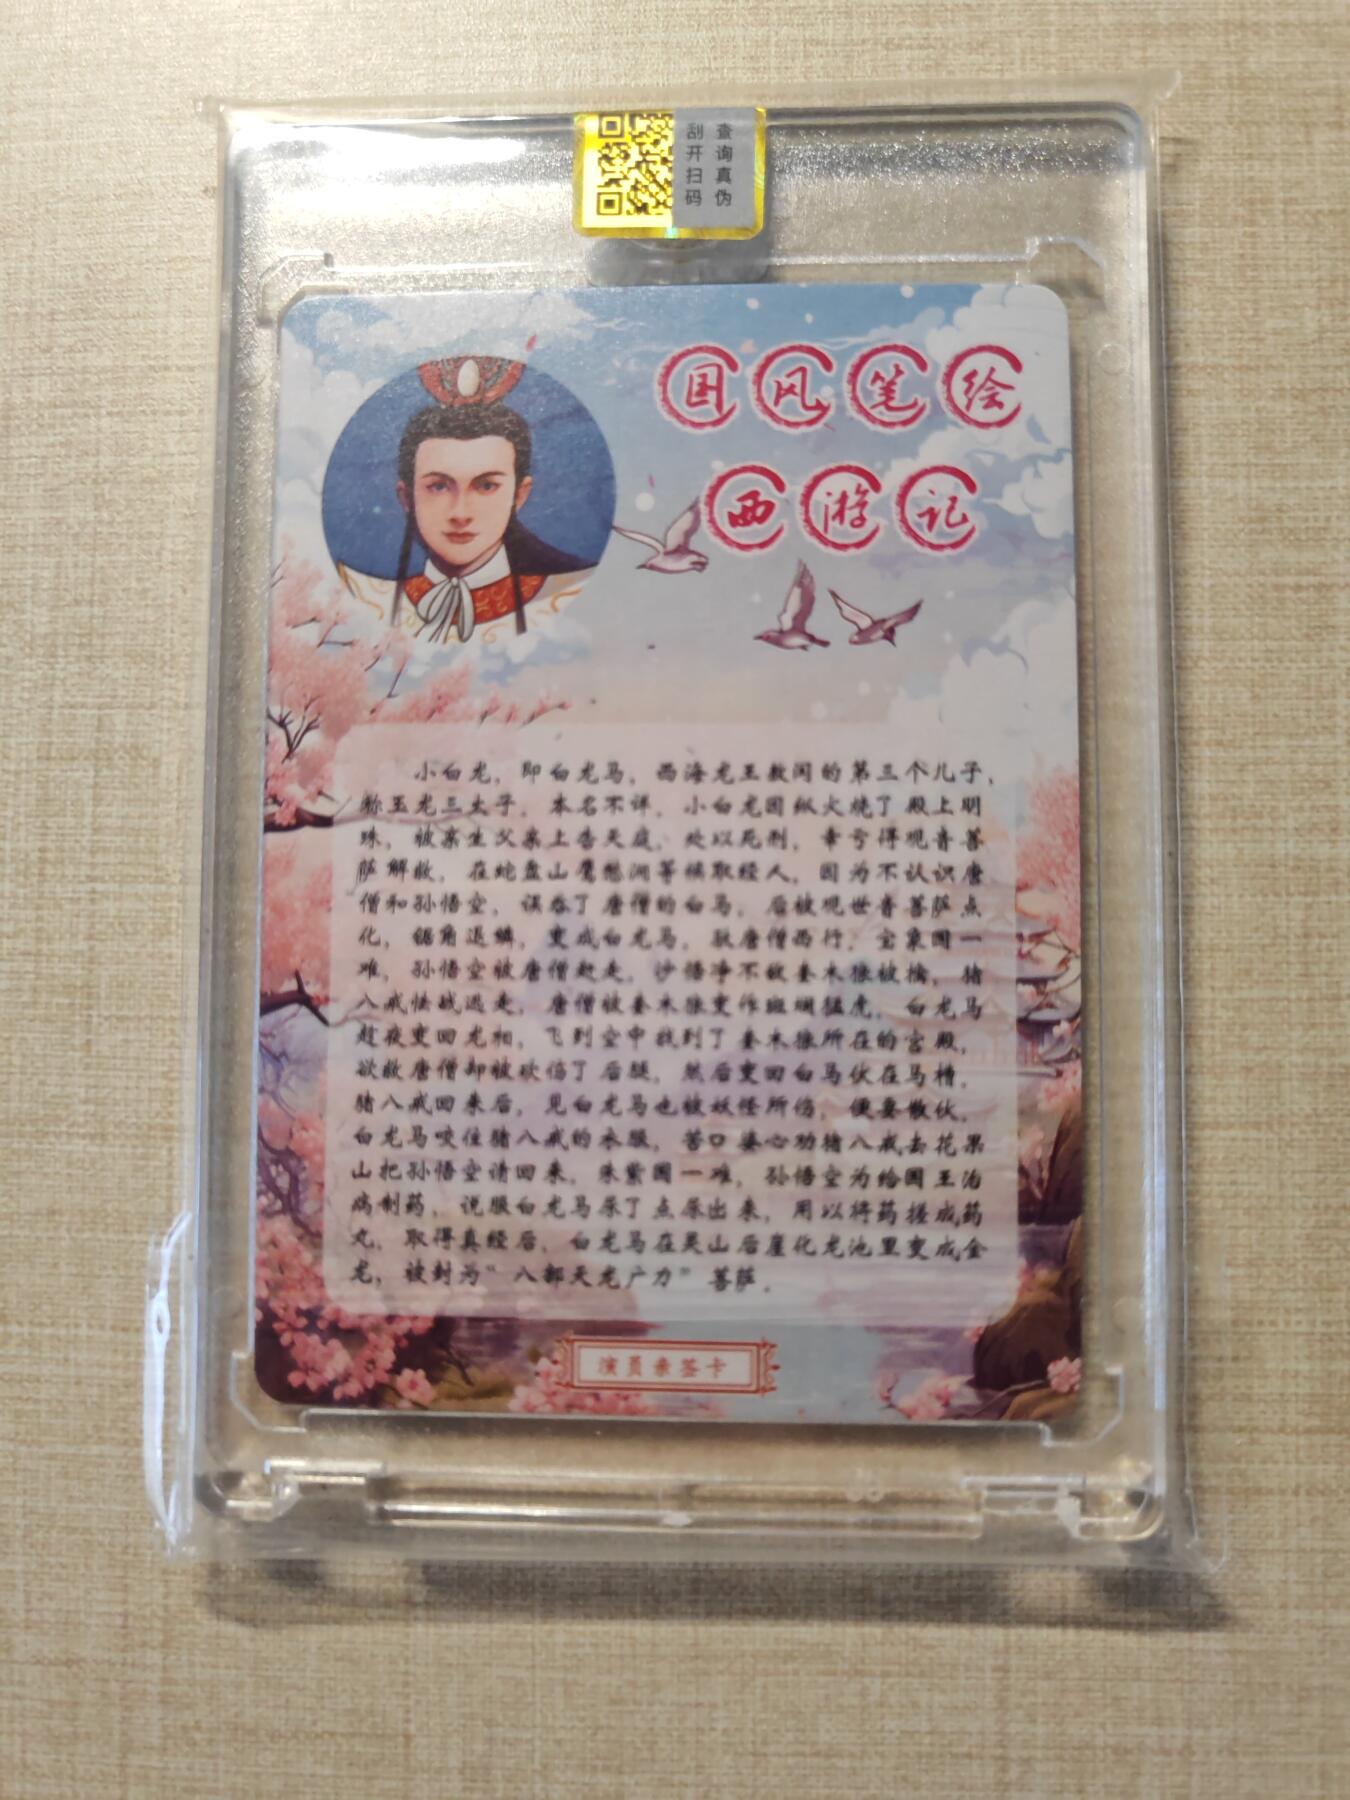 查询真伪
刮开扫码
国风笔绘
西游记
小白龙，即白龙马，西海龙王敖闰的第三个儿子，
称玉龙三太子，本名不详，小白龙因纵火烧了殿上明
珠，被亲生父亲上告天庭，处以死刑，幸亏得观音菩
萨解救，在蛇盘山鹰愁涧等候取经人，因为不认识唐
僧和孙悟空，误吞了唐僧的白马，后被观世音菩萨点
化，锯角退鳞，变成白龙马，驮唐僧西行，宝象国一
难，孙悟空被唐僧赶走，沙悟净不敌奎木狼被擒，猪
八戒怯战逃走，唐僧被奎木狼变作斑斓猛虎，白龙马
趁夜变回龙相，飞到空中找到了奎木狼所在的宫殿，
欲救唐僧却被砍伤了后腿，然后变回白马伏在马槽，
猪八戒回来后，见白龙马也被妖怪所伤，便要散伙，
白龙马咬住猪八戒的衣服，苦口婆心劝猪八戒去花果
山把孙悟空请回来，朱紫国一难，孙悟空为给国王治
病制药，说服白龙马尿了点尿出来，用以将药搓成药
丸，取得真经后，白龙马在灵山后崖化龙池里变成金
龙，被封为“八部天龙广力”菩萨。
演员亲签卡